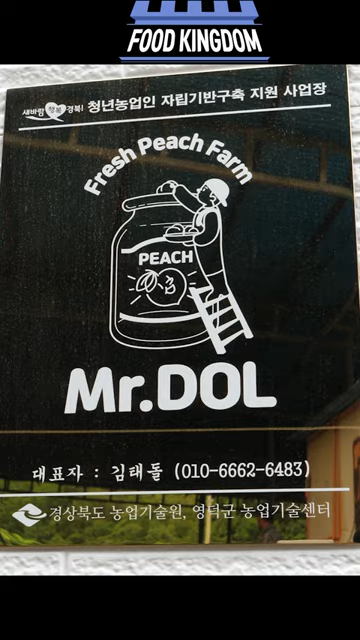 FOOD KINGDOM
새바람 행복 경북! 청년농업인 자립기반구축 지원 사업장
Fresh Peach Farm
PEACH
Mr.DOL
대표자 : 김태돌 (010-6662-6483)
경상북도 농업기술원, 영덕군 농업기술센터